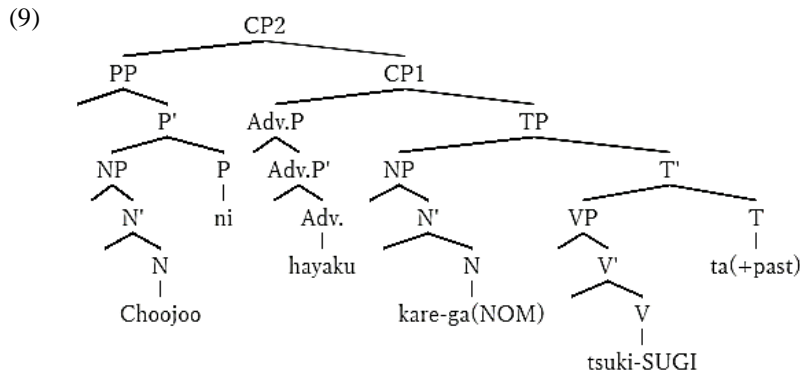 (9)
CP2
PP CP1
P' Adv.P TP
NP P Adv.P' NP T'
N' ni Adv. N' VP T
N hayaku N V' ta(+past)
Choojoo kare-ga(NOM) V
tsuki-SUGI